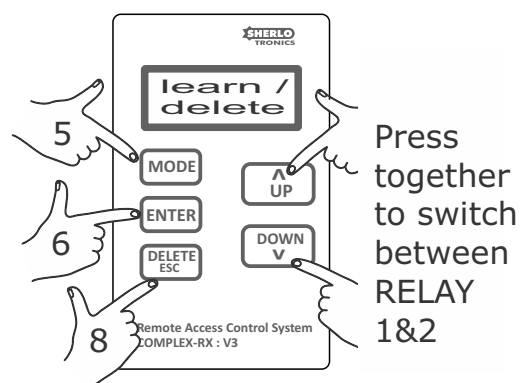 SHERLO
TRONICS
learn /
delete
5
MODE
UP
6
ENTER
DOWN
DELETE
ESC
8
Remote Access Control System
COMPLEX-RX : V3
Press
together
to switch
between
RELAY
1&2